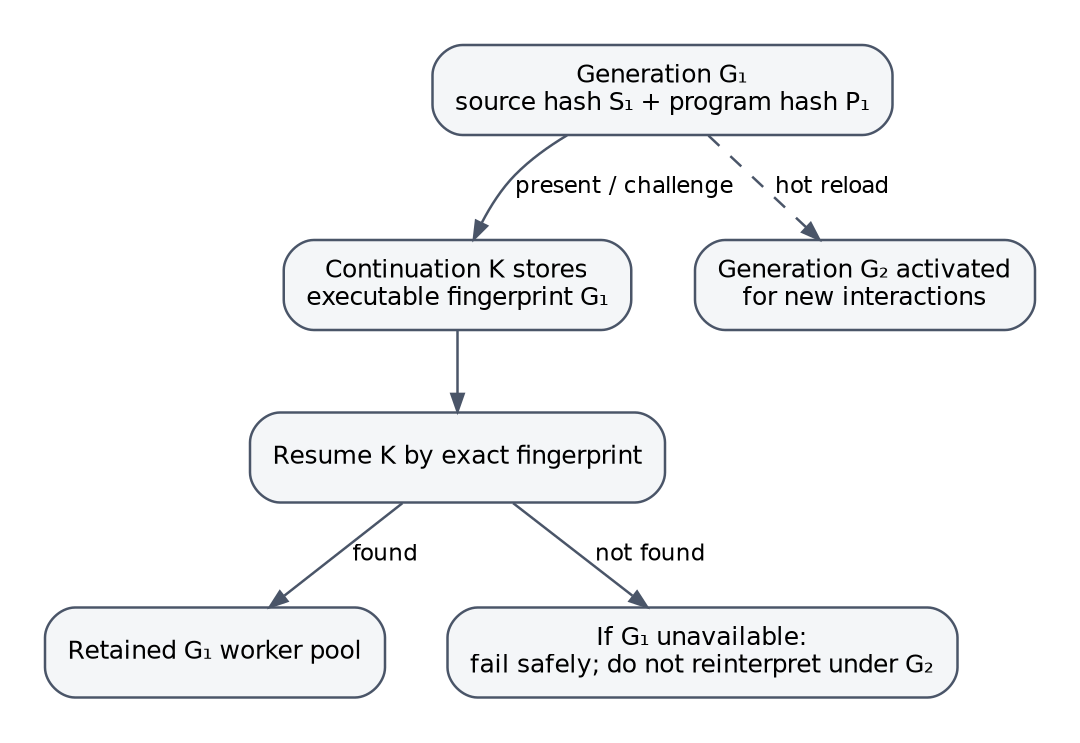 Generation G₁
source hash S₁ + program hash P₁
present / challenge
hot reload
Continuation K stores
executable fingerprint G₁
Generation G₂ activated
for new interactions
Resume K by exact fingerprint
found
not found
Retained G₁ worker pool
If G₁ unavailable:
fail safely; do not reinterpret under G₂